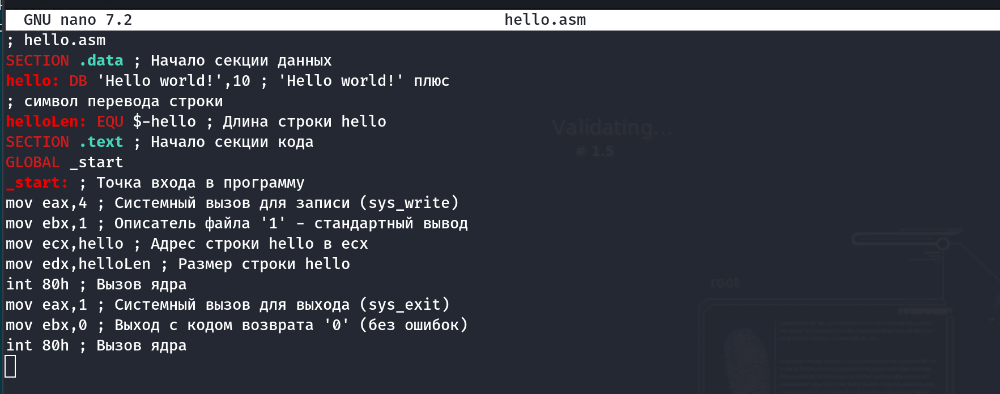 GNU nano 7.2 hello.asm
; hello.asm
SECTION .data ; Начало секции данных
hello: DB 'Hello world!',10 ; 'Hello world!' плюс
; символ перевода строки
helloLen: EQU $-hello ; Длина строки hello
SECTION .text ; Начало секции кода
GLOBAL _start
_start: ; Точка входа в программу
mov eax,4 ; Системный вызов для записи (sys_write)
mov ebx,1 ; Описатель файла '1' - стандартный вывод
mov ecx,hello ; Адрес строки hello в ecx
mov edx,helloLen ; Размер строки hello
int 80h ; Вызов ядра
mov eax,1 ; Системный вызов для выхода (sys_exit)
mov ebx,0 ; Выход с кодом возврата '0' (без ошибок)
int 80h ; Вызов ядра
Validating...
# 1.5
root